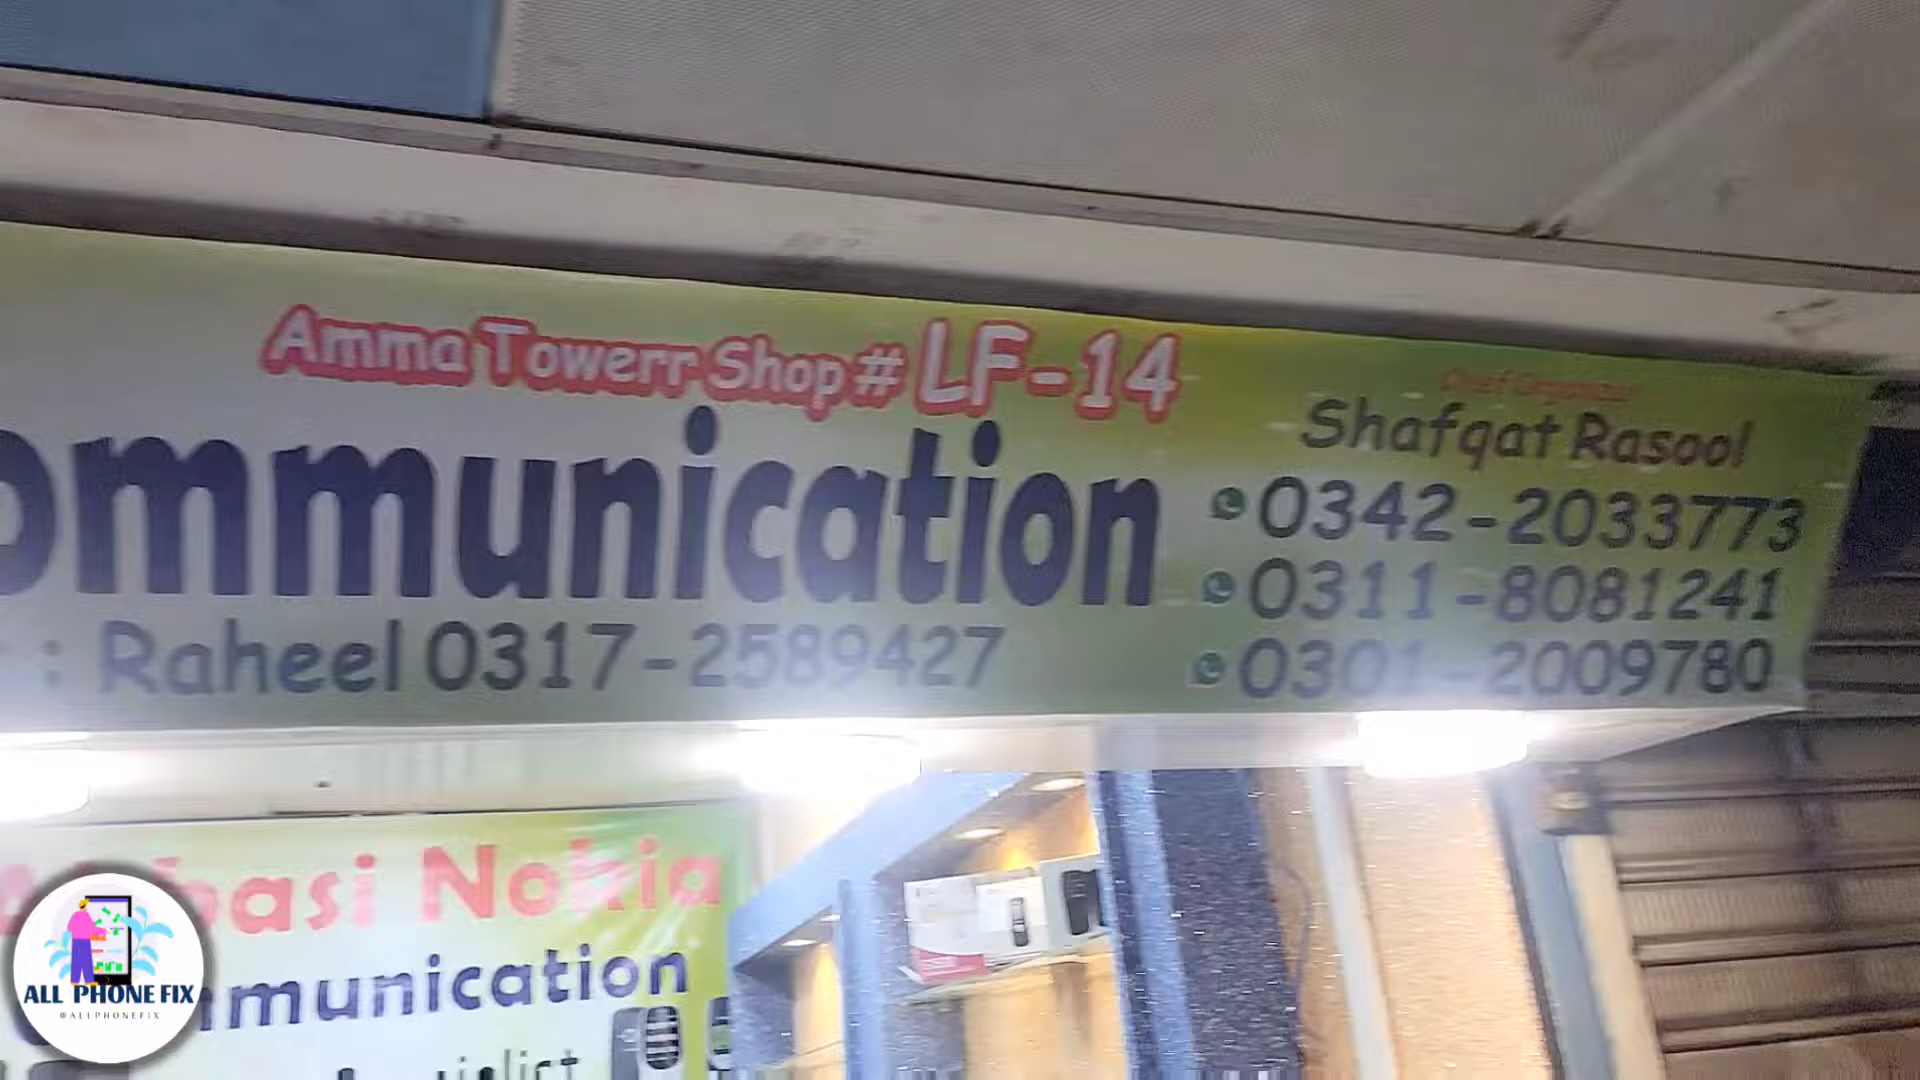 Amma Towerr Shop # LF-14
ommunication
: Raheel 0317-2589427
Shafqat Rasool
0342-2033773
0311-8081241
0301-2009780
Abbasi Nokia
mmunication
ALL PHONE FIX
@ALLPHONEFIX